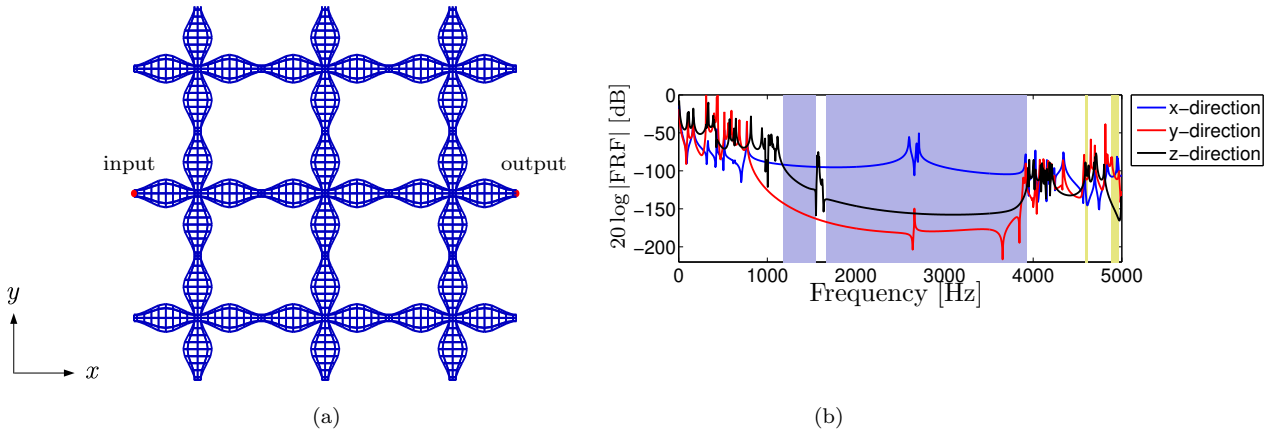 input
output
y
x
(a)
20 log |FRF| [dB]
0
−50
−100
−150
−200
0
1000
2000
3000
4000
5000
Frequency [Hz]
x−direction
y−direction
z−direction
(b)